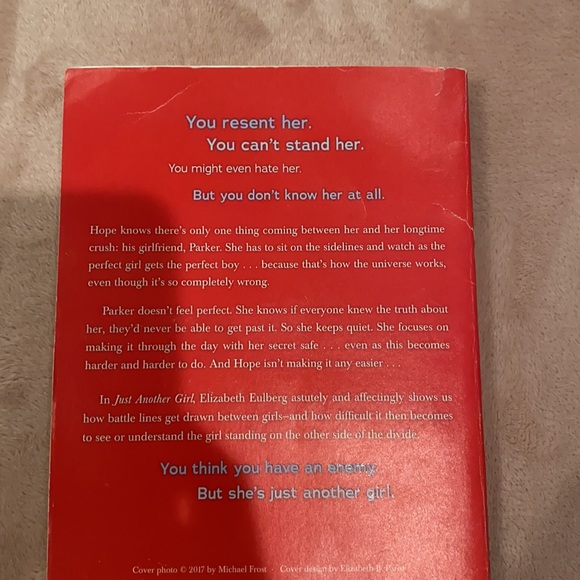 You resent her.
You can't stand her.
You might even hate her.
But you don't know her at all.
Hope knows there's only one thing coming between her and her longtime
crush: his girlfriend, Parker. She has to sit on the sidelines and watch as the
perfect girl gets the perfect boy . . . because that's how the universe works,
even though it's so completely wrong.
Parker doesn't feel perfect. She knows if everyone knew the truth about
her, they'd never be able to get past it. So she keeps quiet. She focuses on
making it through the day with her secret safe . . . even as this becomes
harder and harder to do. And Hope isn't making it any easier . . .
In Just Another Girl, Elizabeth Eulberg astutely and affectingly shows us
how battle lines get drawn between girls–and how difficult it then becomes
to see or understand the girl standing on the other side of the divide.
You think you have an enemy.
But she's just another girl.
Cover photo © 2017 by Michael Frost · Cover design by Elizabeth B. Parisi